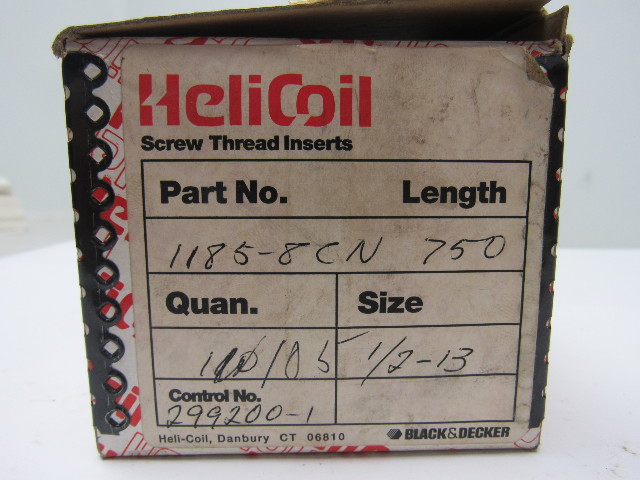 HeliCoil
Screw Thread Inserts
Part No. Length
1185-8CN 750
Quan. Size
105 1/2-13
Control No.
299200-1
Heli-Coil, Danbury CT 06810 BLACK&DECKER